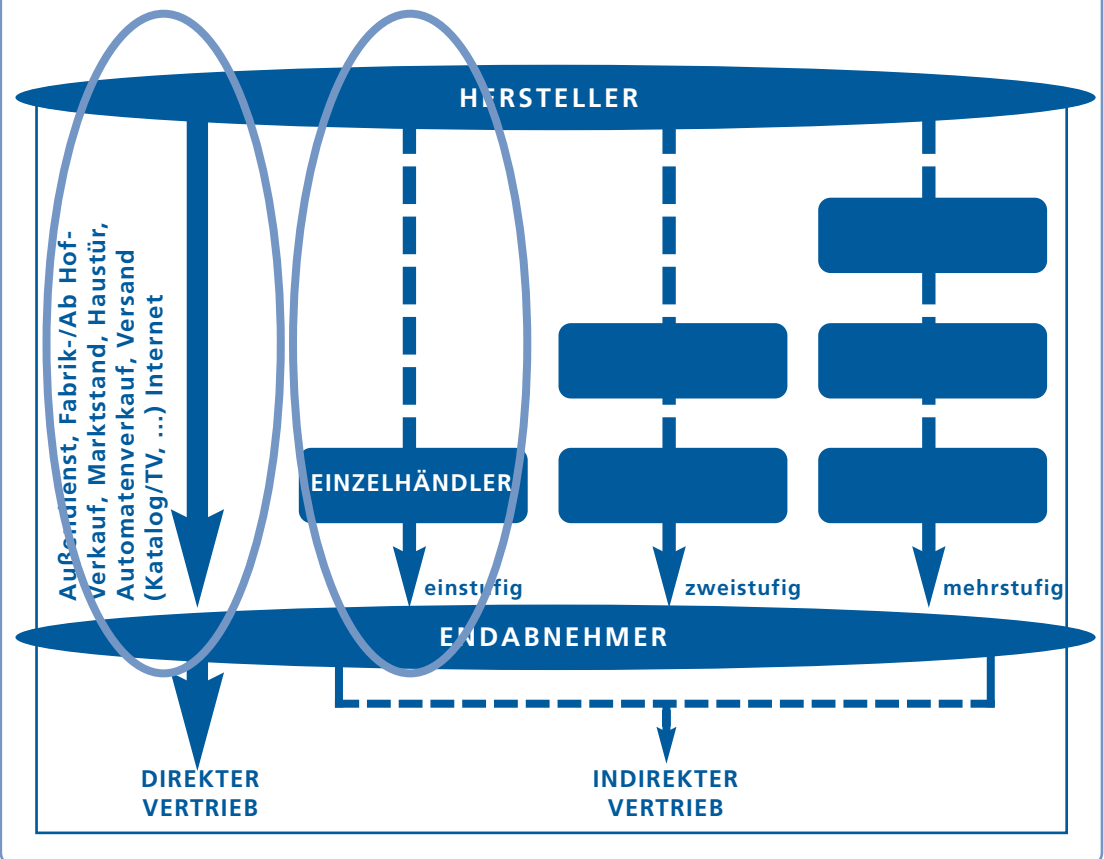 HERSTELLER
Außendienst, Fabrik-/Ab Hof-
Verkauf, Marktstand, Haustür,
Automatenverkauf, Versand
(Katalog/TV, ...) Internet
EINZELHÄNDLER
einstufig
zweistufig
mehrstufig
ENDABNEHMER
DIREKTER
VERTRIEB
INDIREKTER
VERTRIEB